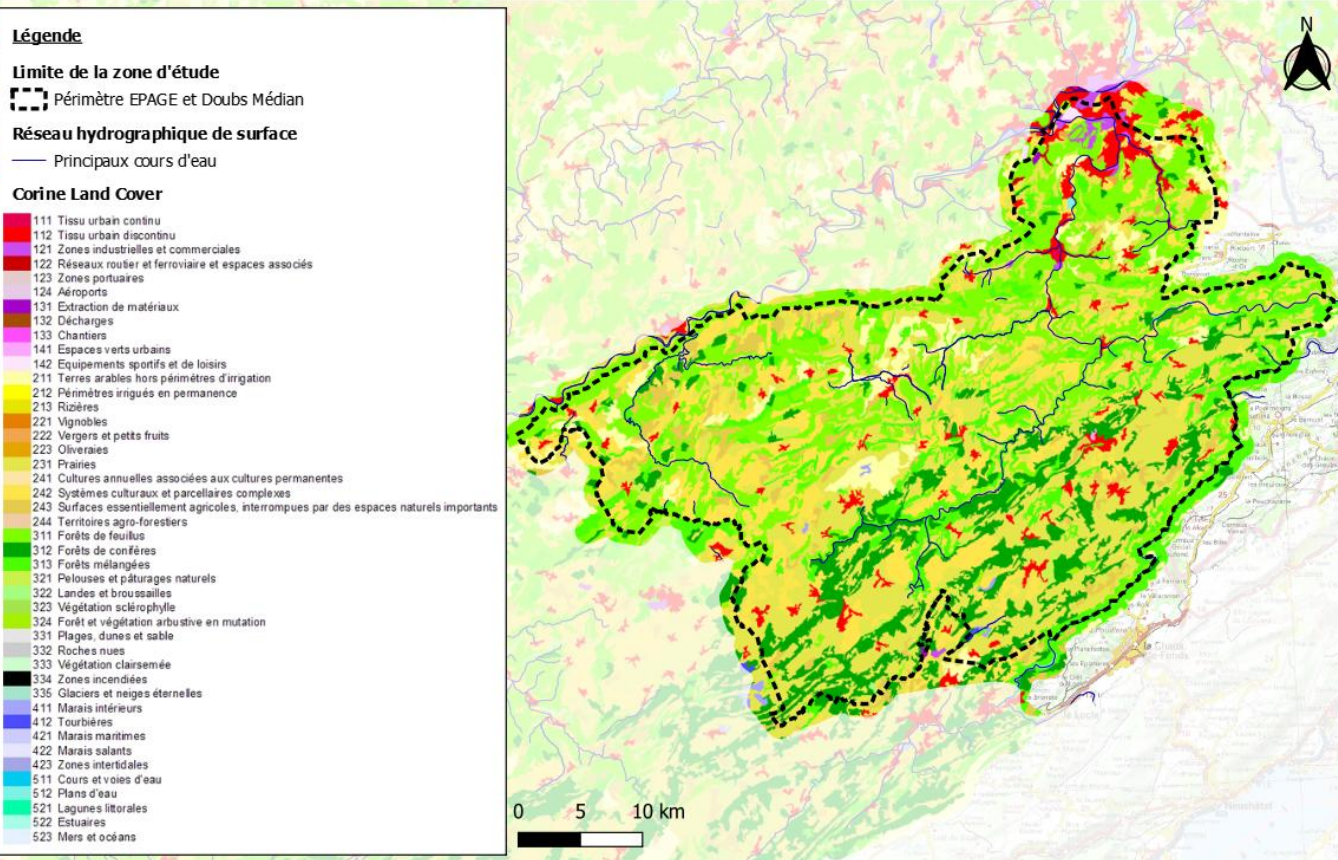 Légende
Limite de la zone d'étude
Périmètre EPAGE et Doubs Médian
Réseau hydrographique de surface
Principaux cours d'eau
Corine Land Cover
111 Tissu urbain continu
112 Tissu urbain discontinu
121 Zones industrielles et commerciales
122 Réseaux routier et ferroviaire et espaces associés
123 Zones portuaires
124 Aéroports
131 Extraction de matériaux
132 Décharges
133 Chantiers
141 Espaces verts urbains
142 Equipements sportifs et de loisirs
211 Terres arables hors périmètres d'irrigation
212 Périmètres irrigués en permanence
213 Rizières
221 Vignobles
222 Vergers et petits fruits
223 Oliveraies
231 Prairies
241 Cultures annuelles associées aux cultures permanentes
242 Systèmes culturaux et parcellaires complexes
243 Surfaces essentiellement agricoles, interrompues par des espaces naturels importants
244 Territoires agro-forestiers
311 Forêts de feuillus
312 Forêts de conifères
313 Forêts mélangées
321 Pelouses et pâturages naturels
322 Landes et broussailles
323 Végétation sclérophylle
324 Forêt et végétation arbustive en mutation
331 Plages, dunes et sable
332 Roches nues
333 Végétation clairsemée
334 Zones incendiées
335 Glaciers et neiges éternelles
411 Marais intérieurs
412 Tourbières
421 Marais maritimes
422 Marais salants
423 Zones intertidales
511 Cours et voies d'eau
512 Plans d'eau
521 Lagunes littorales
522 Estuaires
523 Mers et océans
N
0 5 10 km